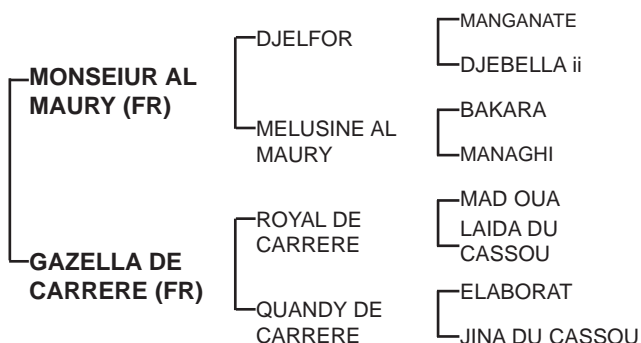 MANGANATE
DJELFOR
DJEBELLA ii
MONSEIUR AL
MAURY (FR)
BAKARA
MELUSINE AL
MAURY
MANAGHI
MAD OUA
ROYAL DE
CARRERE
LAIDA DU
CASSOU
GAZELLA DE
CARRERE (FR)
ELABORAT
QUANDY DE
CARRERE
JINA DU CASSOU